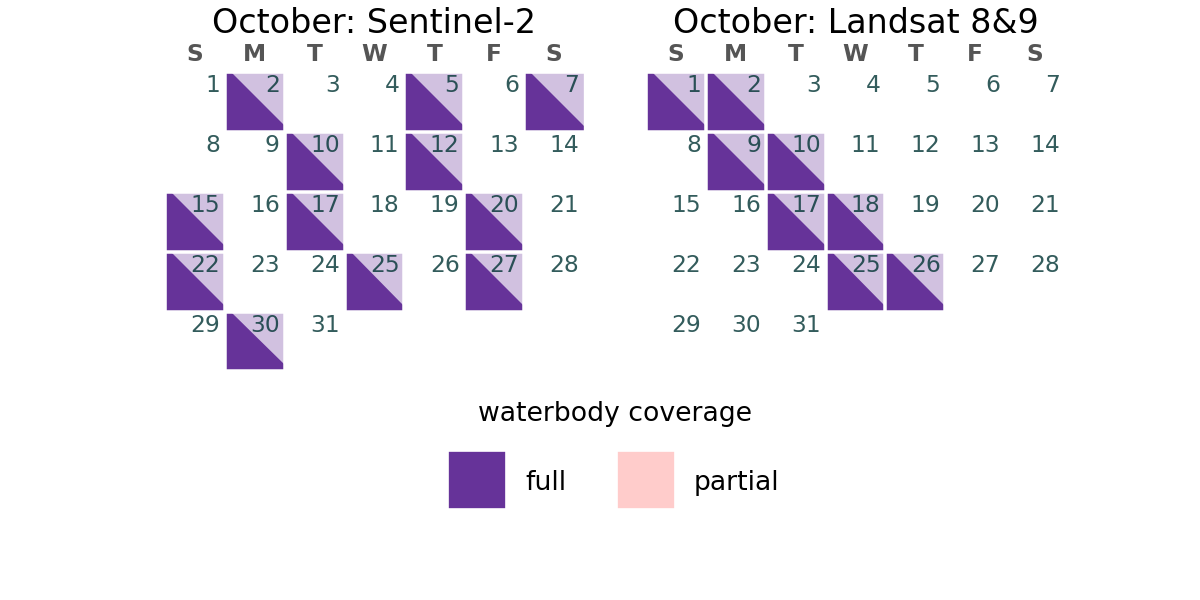 October: Sentinel-2
S M T W T F S
1 2 3 4 5 6 7
8 9 10 11 12 13 14
15 16 17 18 19 20 21
22 23 24 25 26 27 28
29 30 31
October: Landsat 8&9
S M T W T F S
1 2 3 4 5 6 7
8 9 10 11 12 13 14
15 16 17 18 19 20 21
22 23 24 25 26 27 28
29 30 31
waterbody coverage
full partial